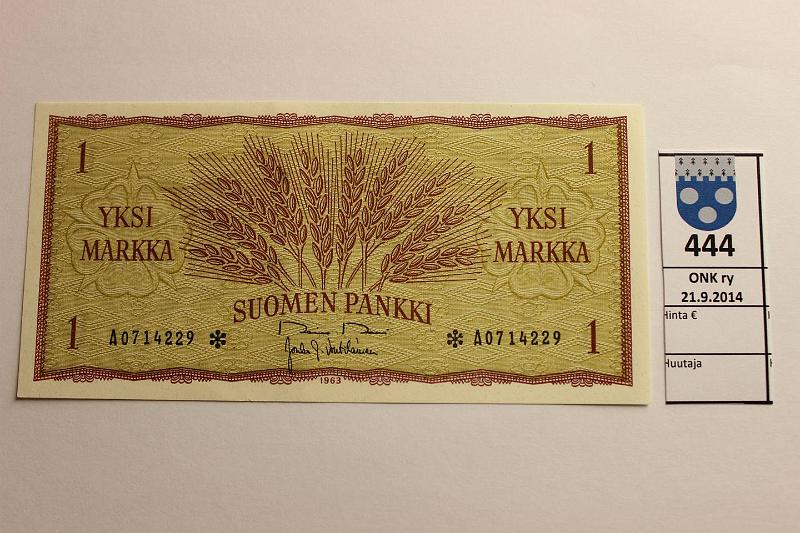 1 1
YKSI MARKKA
YKSI MARKKA
SUOMEN PANKKI
1 A0714229 * * A0714229 1
1963
444
ONK ry
21.9.2014
Hinta €
Huutaja